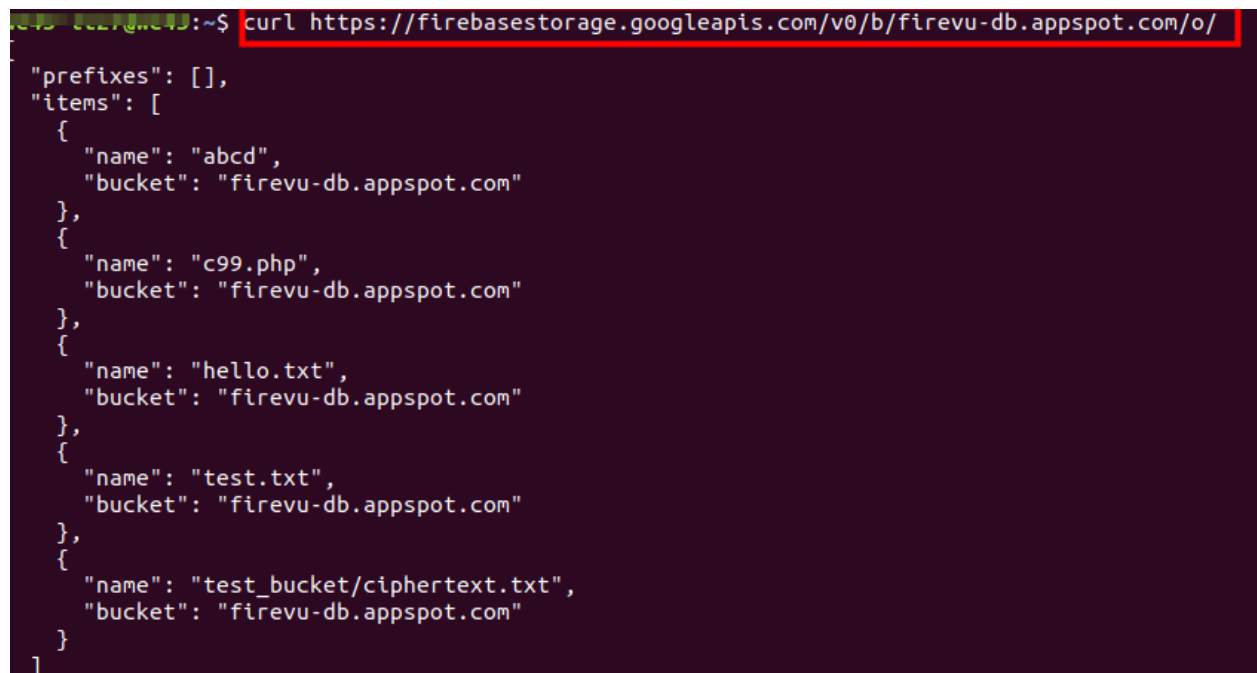 :~$ curl https://firebasestorage.googleapis.com/v0/b/firevu-db.appspot.com/o/
{
"prefixes": [],
"items": [
{
"name": "abcd",
"bucket": "firevu-db.appspot.com"
},
{
"name": "c99.php",
"bucket": "firevu-db.appspot.com"
},
{
"name": "hello.txt",
"bucket": "firevu-db.appspot.com"
},
{
"name": "test.txt",
"bucket": "firevu-db.appspot.com"
},
{
"name": "test_bucket/ciphertext.txt",
"bucket": "firevu-db.appspot.com"
}
]